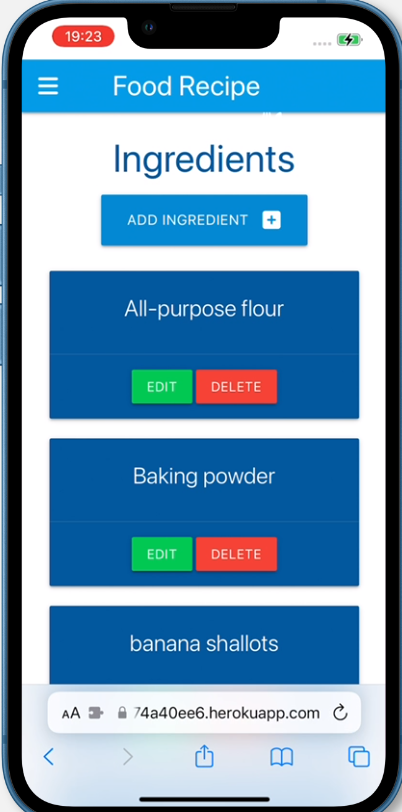 19:23
Food Recipe
Ingredients
ADD INGREDIENT
All-purpose flour
EDIT DELETE
Baking powder
EDIT DELETE
banana shallots
AA 74a40ee6.herokuapp.com